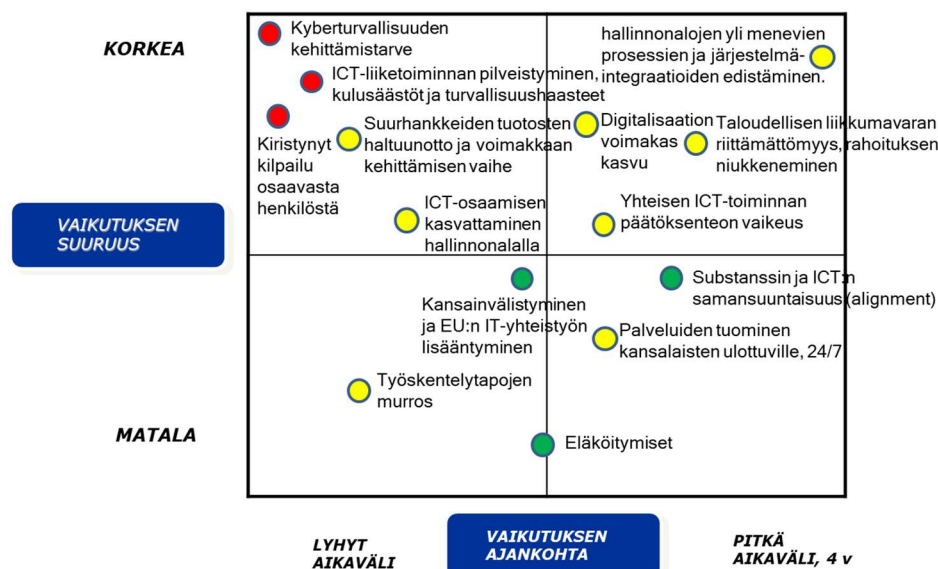 KORKEA
Kyberturvallisuuden
kehittämistarve
ICT-liiketoiminnan pilveistyminen,
kulusäästöt ja turvallisuushaasteet
Kiristynyt
kilpailu
osaavasta
henkilöstä
Suurhankkeiden tuotosten
haltuunotto ja voimakkaan
kehittämisen vaihe
ICT-osaamisen
kasvattaminen
hallinnonalalla
hallinnonalojen yli menevien
prosessien ja järjestelmä-
integraatioiden edistäminen.
Digitalisaation
voimakas
kasvu
Taloudellisen liikkumavaran
riittämättömyys, rahoituksen
niukkeneminen
Yhteisen ICT-toiminnan
päätöksenteon vaikeus
VAIKUTUKSEN
SUURUUS
Kansainvälistyminen
ja EU:n IT-yhteistyön
lisääntyminen
Substanssin ja ICT:n
samansuuntaisuus (alignment)
Palveluiden tuominen
kansalaisten ulottuville, 24/7
Työskentelytapojen
murros
MATALA
Eläköitymiset
LYHYT
AIKAVÄLI
VAIKUTUKSEN
AJANKOHTA
PITKÄ
AIKAVÄLI, 4 v